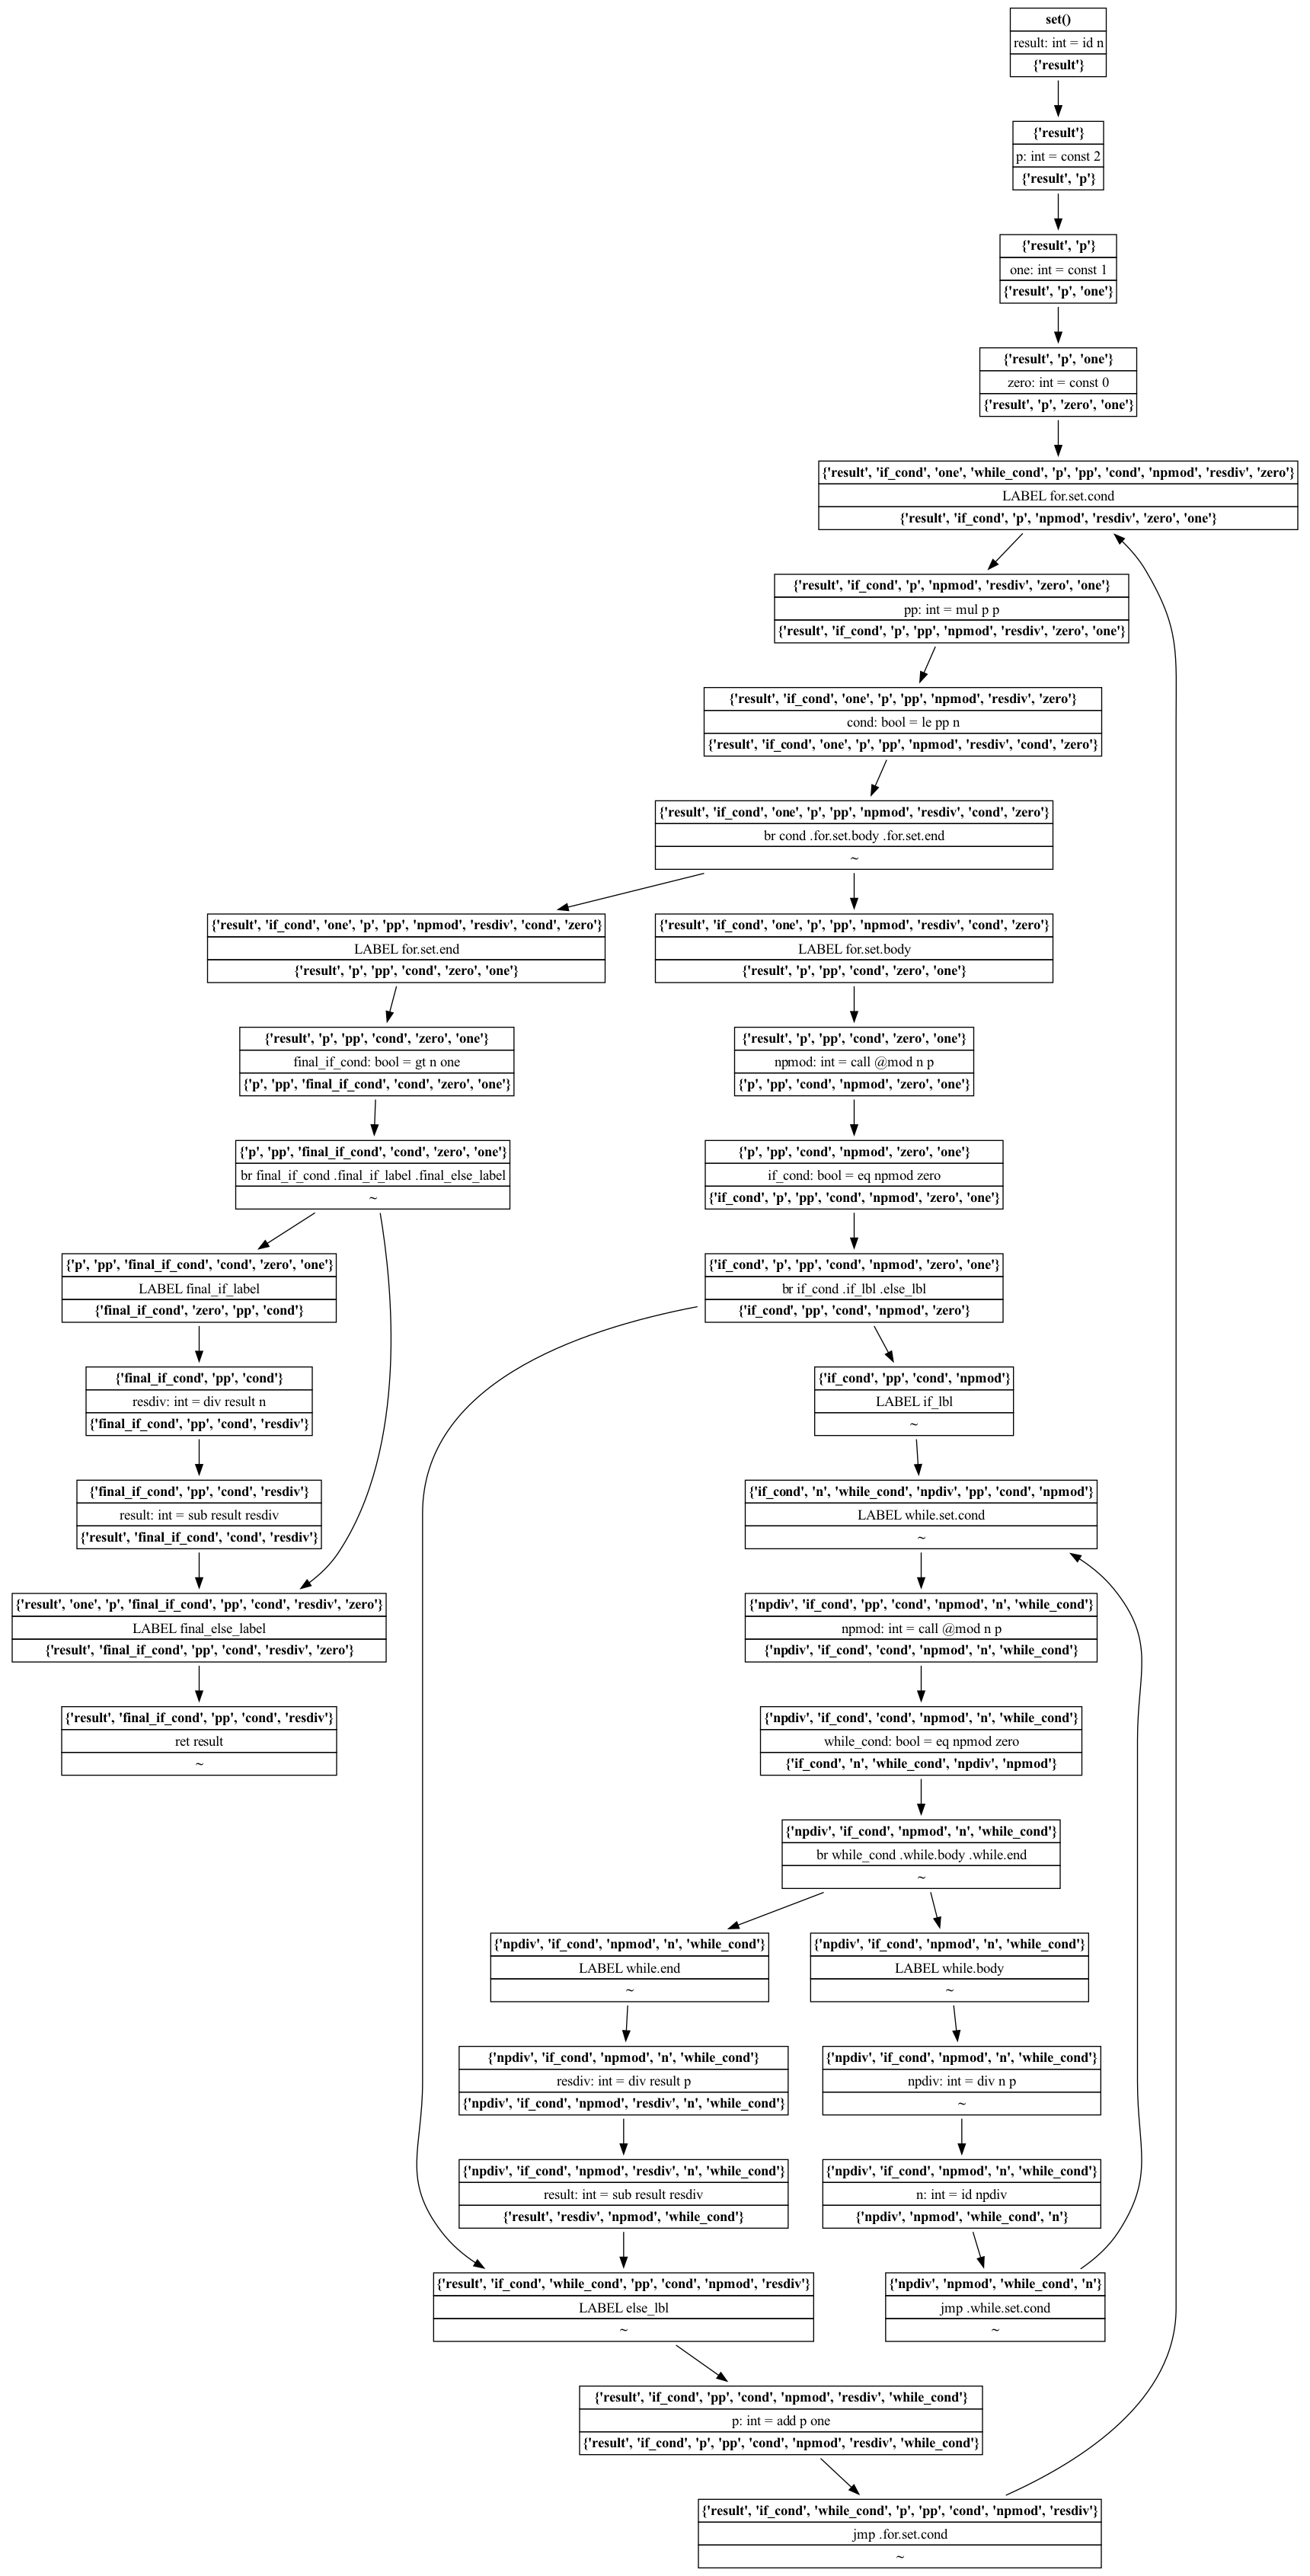 set()
result: int = id n
{'result'}
{'result'}
p: int = const 2
{'result', 'p'}
{'result', 'p'}
one: int = const 1
{'result', 'p', 'one'}
{'result', 'p', 'one'}
zero: int = const 0
{'result', 'p', 'zero', 'one'}
{'result', 'if_cond', 'one', 'while_cond', 'p', 'pp', 'cond', 'npmod', 'resdiv', 'zero'}
LABEL for.set.cond
{'result', 'if_cond', 'p', 'npmod', 'resdiv', 'zero', 'one'}
{'result', 'if_cond', 'p', 'npmod', 'resdiv', 'zero', 'one'}
pp: int = mul p p
{'result', 'if_cond', 'p', 'pp', 'npmod', 'resdiv', 'zero', 'one'}
{'result', 'if_cond', 'one', 'p', 'pp', 'npmod', 'resdiv', 'zero'}
cond: bool = le pp n
{'result', 'if_cond', 'one', 'p', 'pp', 'npmod', 'resdiv', 'cond', 'zero'}
{'result', 'if_cond', 'one', 'p', 'pp', 'npmod', 'resdiv', 'cond', 'zero'}
br cond .for.set.body .for.set.end
~
{'result', 'if_cond', 'one', 'p', 'pp', 'npmod', 'resdiv', 'cond', 'zero'}
LABEL for.set.end
{'result', 'p', 'pp', 'cond', 'zero', 'one'}
{'result', 'if_cond', 'one', 'p', 'pp', 'npmod', 'resdiv', 'cond', 'zero'}
LABEL for.set.body
{'result', 'p', 'pp', 'cond', 'zero', 'one'}
{'result', 'p', 'pp', 'cond', 'zero', 'one'}
final_if_cond: bool = gt n one
{'p', 'pp', 'final_if_cond', 'cond', 'zero', 'one'}
{'result', 'p', 'pp', 'cond', 'zero', 'one'}
npmod: int = call @mod n p
{'p', 'pp', 'cond', 'npmod', 'zero', 'one'}
{'p', 'pp', 'final_if_cond', 'cond', 'zero', 'one'}
br final_if_cond .final_if_label .final_else_label
~
{'p', 'pp', 'cond', 'npmod', 'zero', 'one'}
if_cond: bool = eq npmod zero
{'if_cond', 'p', 'pp', 'cond', 'npmod', 'zero', 'one'}
{'p', 'pp', 'final_if_cond', 'cond', 'zero', 'one'}
LABEL final_if_label
{'final_if_cond', 'zero', 'pp', 'cond'}
{'if_cond', 'p', 'pp', 'cond', 'npmod', 'zero', 'one'}
br if_cond .if_lbl .else_lbl
{'if_cond', 'pp', 'cond', 'npmod', 'zero'}
{'final_if_cond', 'pp', 'cond'}
resdiv: int = div result n
{'final_if_cond', 'pp', 'cond', 'resdiv'}
{'if_cond', 'pp', 'cond', 'npmod'}
LABEL if_lbl
~
{'final_if_cond', 'pp', 'cond', 'resdiv'}
result: int = sub result resdiv
{'result', 'final_if_cond', 'cond', 'resdiv'}
{'if_cond', 'n', 'while_cond', 'npdiv', 'pp', 'cond', 'npmod'}
LABEL while.set.cond
~
{'result', 'one', 'p', 'final_if_cond', 'pp', 'cond', 'resdiv', 'zero'}
LABEL final_else_label
{'result', 'final_if_cond', 'pp', 'cond', 'resdiv', 'zero'}
{'npdiv', 'if_cond', 'pp', 'cond', 'npmod', 'n', 'while_cond'}
npmod: int = call @mod n p
{'npdiv', 'if_cond', 'cond', 'npmod', 'n', 'while_cond'}
{'result', 'final_if_cond', 'pp', 'cond', 'resdiv'}
ret result
~
{'npdiv', 'if_cond', 'cond', 'npmod', 'n', 'while_cond'}
while_cond: bool = eq npmod zero
{'if_cond', 'n', 'while_cond', 'npdiv', 'npmod'}
{'npdiv', 'if_cond', 'npmod', 'n', 'while_cond'}
br while_cond .while.body .while.end
~
{'npdiv', 'if_cond', 'npmod', 'n', 'while_cond'}
LABEL while.end
~
{'npdiv', 'if_cond', 'npmod', 'n', 'while_cond'}
LABEL while.body
~
{'npdiv', 'if_cond', 'npmod', 'n', 'while_cond'}
resdiv: int = div result p
{'npdiv', 'if_cond', 'npmod', 'resdiv', 'n', 'while_cond'}
{'npdiv', 'if_cond', 'npmod', 'n', 'while_cond'}
npdiv: int = div n p
~
{'npdiv', 'if_cond', 'npmod', 'resdiv', 'n', 'while_cond'}
result: int = sub result resdiv
{'result', 'resdiv', 'npmod', 'while_cond'}
{'npdiv', 'if_cond', 'npmod', 'n', 'while_cond'}
n: int = id npdiv
{'npdiv', 'npmod', 'while_cond', 'n'}
{'result', 'if_cond', 'while_cond', 'pp', 'cond', 'npmod', 'resdiv'}
LABEL else_lbl
~
{'npdiv', 'npmod', 'while_cond', 'n'}
jmp .while.set.cond
~
{'result', 'if_cond', 'pp', 'cond', 'npmod', 'resdiv', 'while_cond'}
p: int = add p one
{'result', 'if_cond', 'p', 'pp', 'cond', 'npmod', 'resdiv', 'while_cond'}
{'result', 'if_cond', 'while_cond', 'p', 'pp', 'cond', 'npmod', 'resdiv'}
jmp .for.set.cond
~